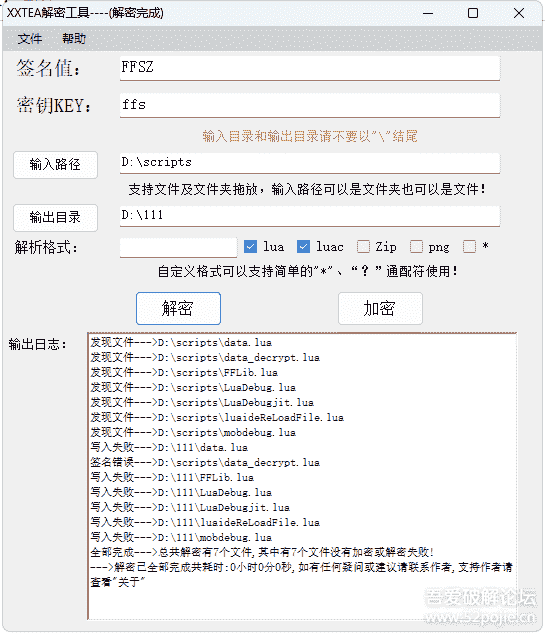 XXTEA解密工具----(解密完成)
文件 帮助
签名值： FFSZ
密钥KEY： ffs
输入目录和输出目录请不要以"\"结尾
输入路径 D:\scripts
支持文件及文件夹拖放，输入路径可以是文件夹也可以是文件！
输出目录 D:\111
解析格式： lua luac Zip png *
自定义格式可以支持简单的"*"、“？”通配符使用！
解密 加密
输出日志：
发现文件--->D:\scripts\data.lua
发现文件--->D:\scripts\data_decrypt.lua
发现文件--->D:\scripts\FFLib.lua
发现文件--->D:\scripts\LuaDebug.lua
发现文件--->D:\scripts\LuaDebugjit.lua
发现文件--->D:\scripts\luaideReLoadFile.lua
发现文件--->D:\scripts\mobdebug.lua
写入失败--->D:\111\data.lua
签名错误--->D:\scripts\data_decrypt.lua
写入失败--->D:\111\FFLib.lua
写入失败--->D:\111\LuaDebug.lua
写入失败--->D:\111\LuaDebugjit.lua
写入失败--->D:\111\luaideReLoadFile.lua
写入失败--->D:\111\mobdebug.lua
全部完成--->总共解密有7个文件,其中有7个文件没有加密或解密失败!
--->解密已全部完成共耗时:0小时0分0秒,如有任何疑问或建议请联系作者,支持作者请
查看"关于"
吾爱破解论坛
www.52pojie.cn